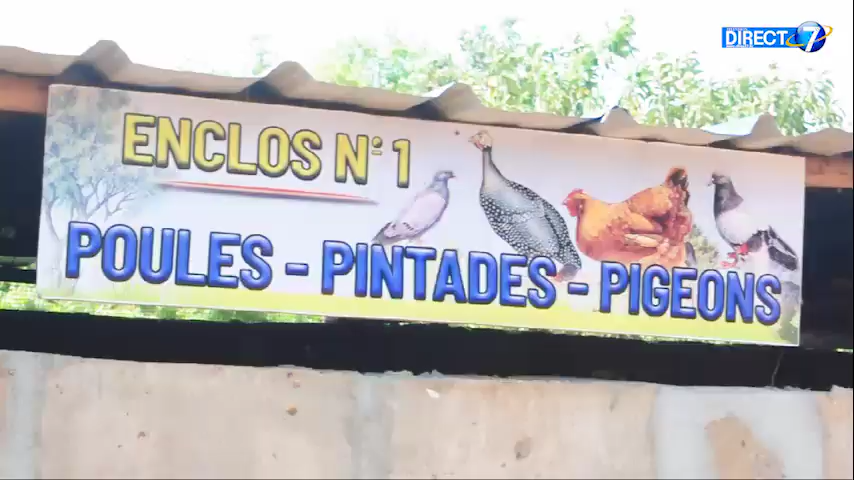 DIRECT 7
ENCLOS N° 1
POULES - PINTADES - PIGEONS